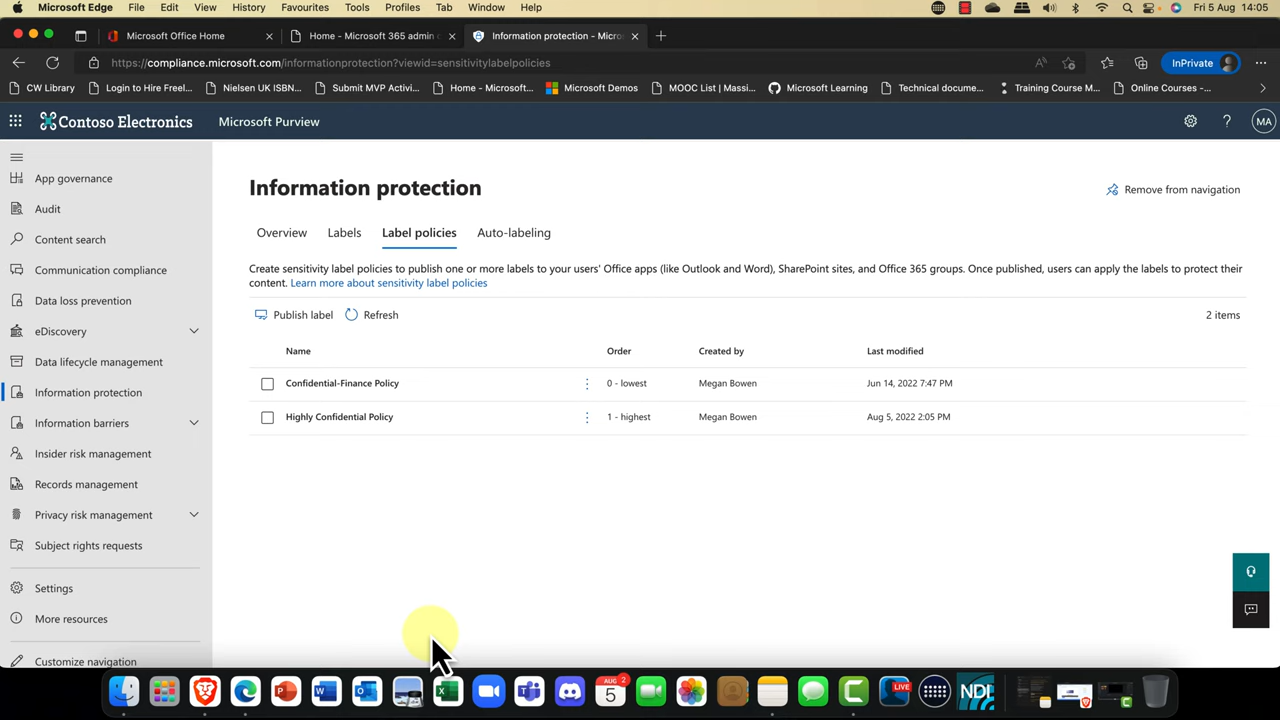 Microsoft Edge File Edit View History Favourites Tools Profiles Tab Window Help Fri 5 Aug 14:05
Microsoft Office Home Home - Microsoft 365 admin c Information protection - Micros
https://compliance.microsoft.com/informationprotection?viewid=sensitivitylabelpolicies InPrivate
CW Library Login to Hire Freel... Nielsen UK ISBN... Submit MVP Activi... Home - Microsoft... Microsoft Demos MOOC List | Massi... Microsoft Learning Technical docume... Training Course M... Online Courses -...
Contoso Electronics Microsoft Purview MA
App governance
Audit
Content search
Communication compliance
Data loss prevention
eDiscovery
Data lifecycle management
Information protection
Information barriers
Insider risk management
Records management
Privacy risk management
Subject rights requests
Settings
More resources
Customize navigation
Information protection
Remove from navigation
Overview Labels Label policies Auto-labeling
Create sensitivity label policies to publish one or more labels to your users' Office apps (like Outlook and Word), SharePoint sites, and Office 365 groups. Once published, users can apply the labels to protect their
content. Learn more about sensitivity label policies
Publish label Refresh 2 items
Name Order Created by Last modified
Confidential-Finance Policy 0 - lowest Megan Bowen Jun 14, 2022 7:47 PM
Highly Confidential Policy 1 - highest Megan Bowen Aug 5, 2022 2:05 PM
AUG 2
5
LIVE
NDI